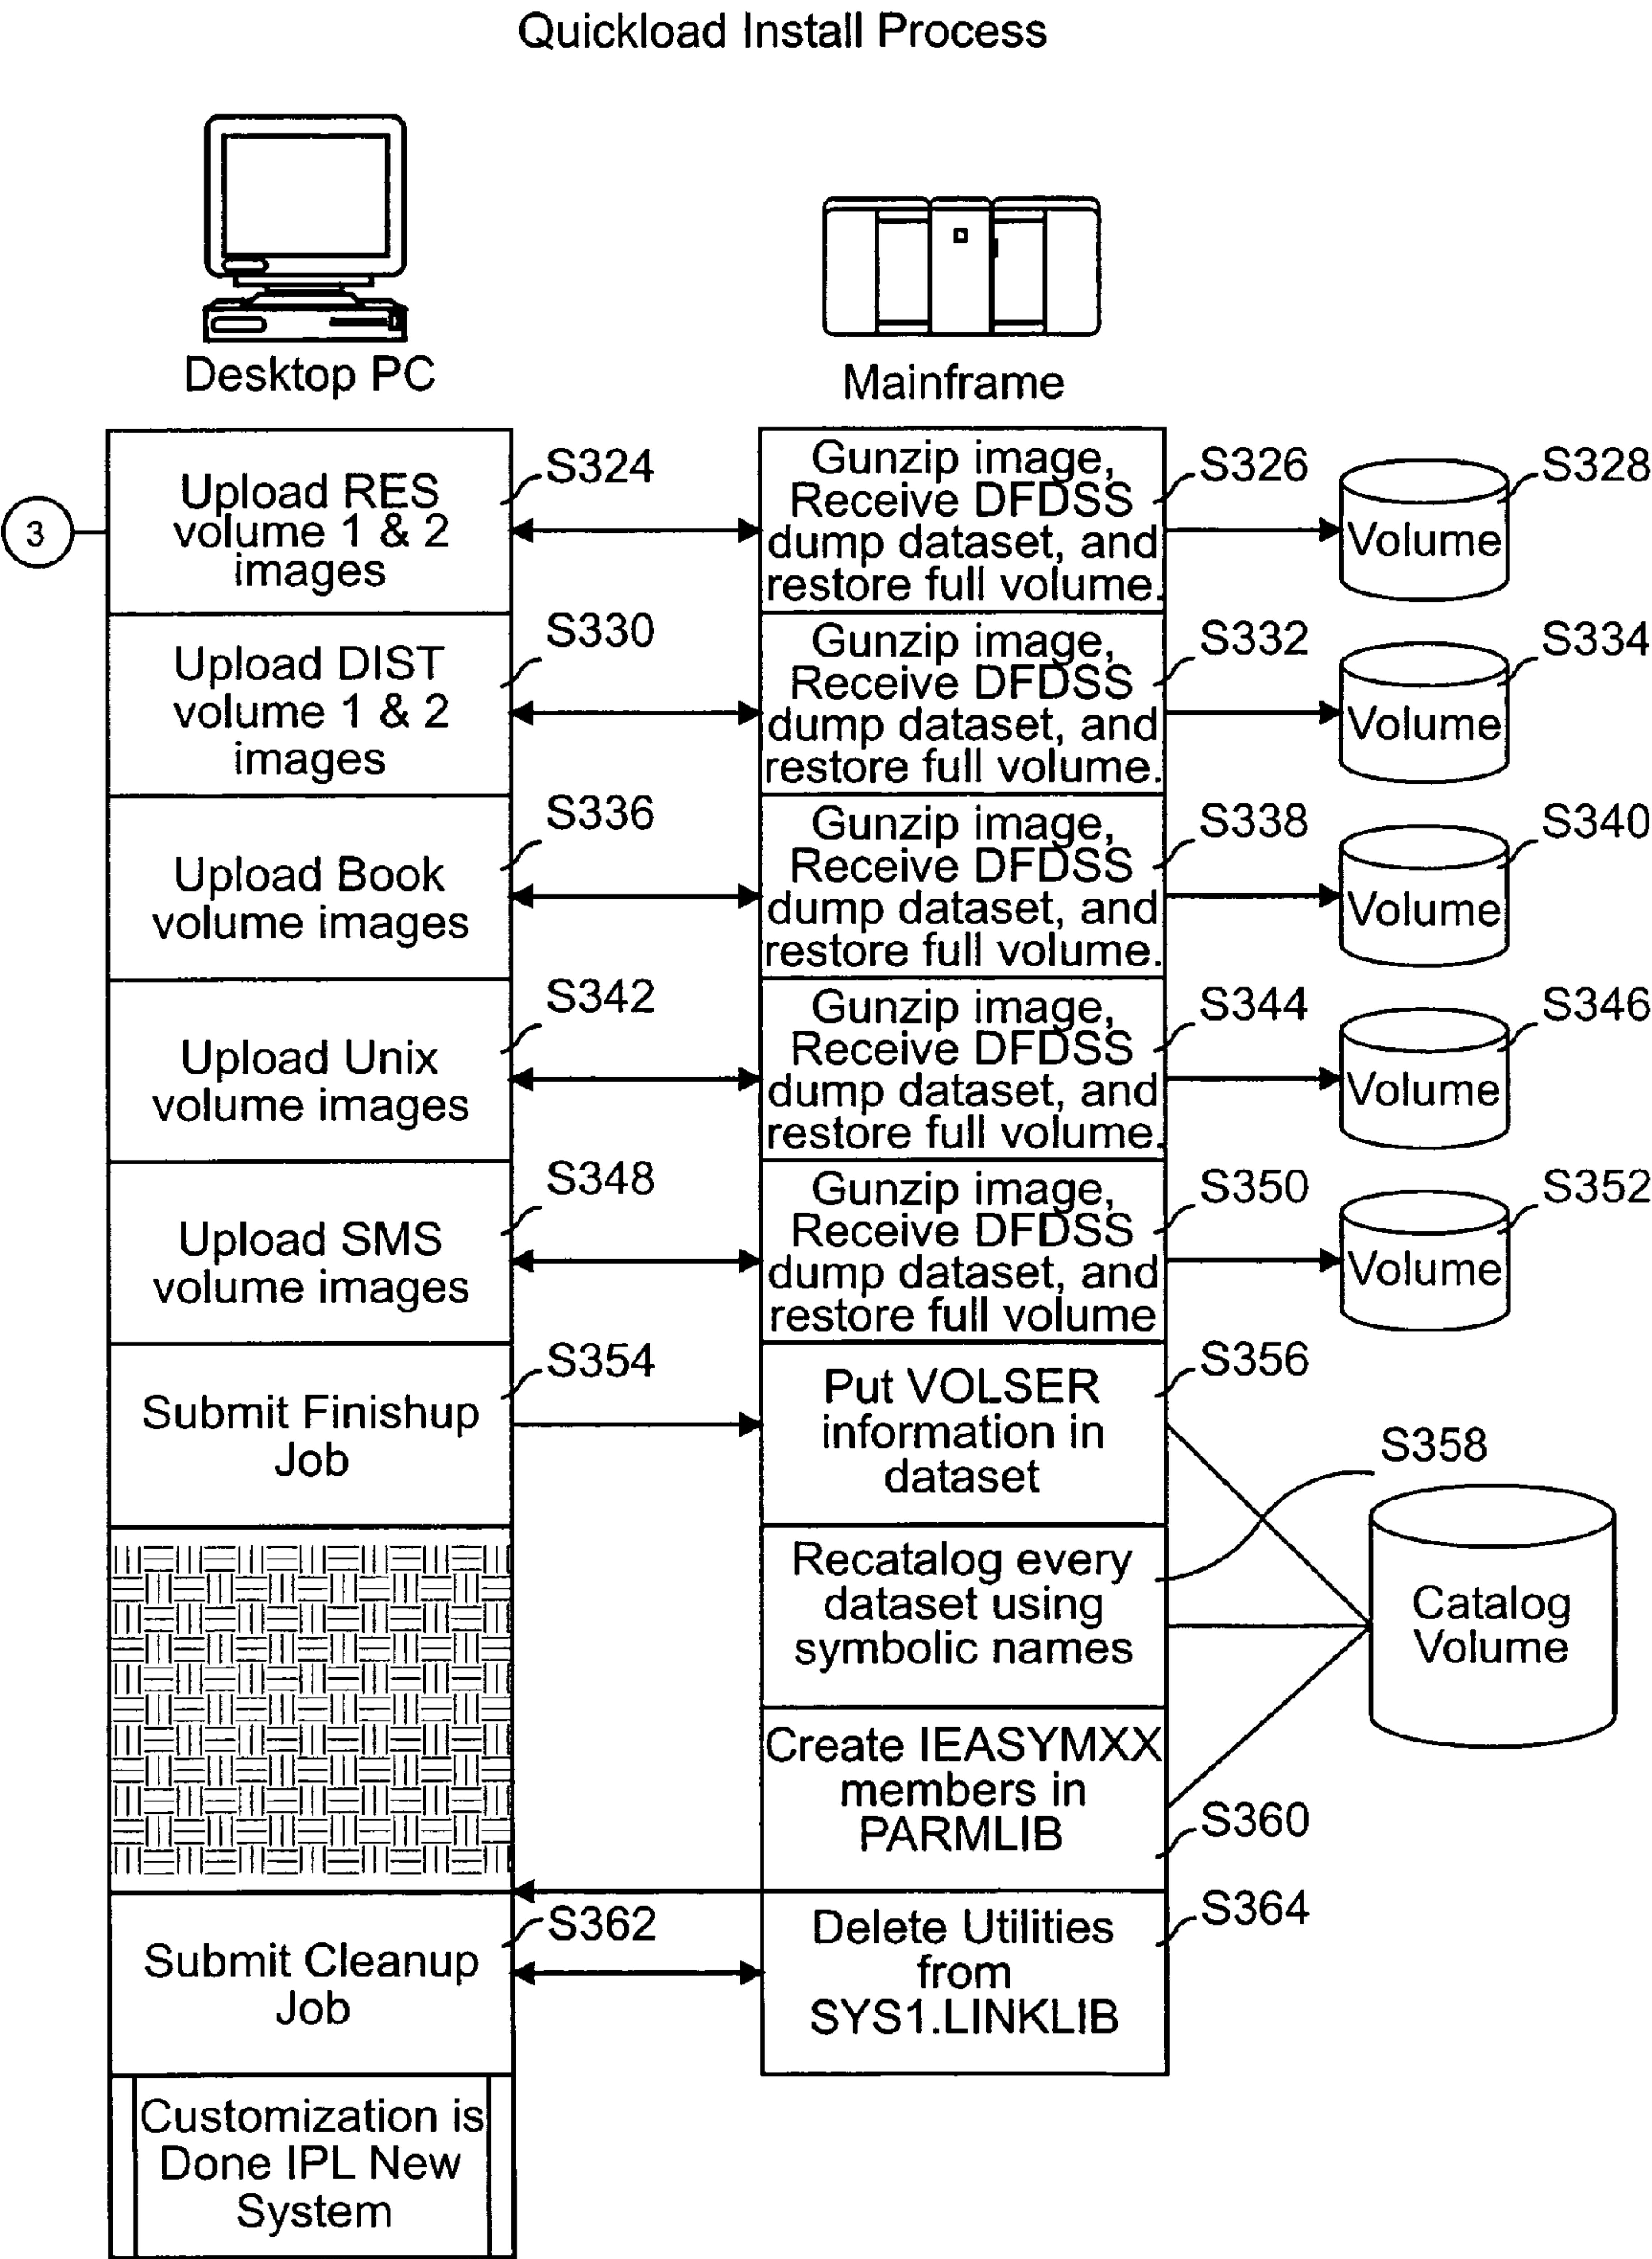 Quickload Install Process
Desktop PC
Mainframe
3
Upload RES
volume 1 & 2
images
S324
Gunzip image,
Receive DFDSS
dump dataset, and
restore full volume.
S326
Volume
S328
Upload DIST
volume 1 & 2
images
S330
Gunzip image,
Receive DFDSS
dump dataset, and
restore full volume.
S332
Volume
S334
Upload Book
volume images
S336
Gunzip image,
Receive DFDSS
dump dataset, and
restore full volume.
S338
Volume
S340
Upload Unix
volume images
S342
Gunzip image,
Receive DFDSS
dump dataset, and
restore full volume.
S344
Volume
S346
Upload SMS
volume images
S348
Gunzip image,
Receive DFDSS
dump dataset, and
restore full volume
S350
Volume
S352
Submit Finishup
Job
S354
Put VOLSER
information in
dataset
S356
Recatalog every
dataset using
symbolic names
S358
Catalog
Volume
Create IEASYMXX
members in
PARMLIB
S360
Submit Cleanup
Job
S362
Delete Utilities
from
SYS1.LINKLIB
S364
Customization is
Done IPL New
System